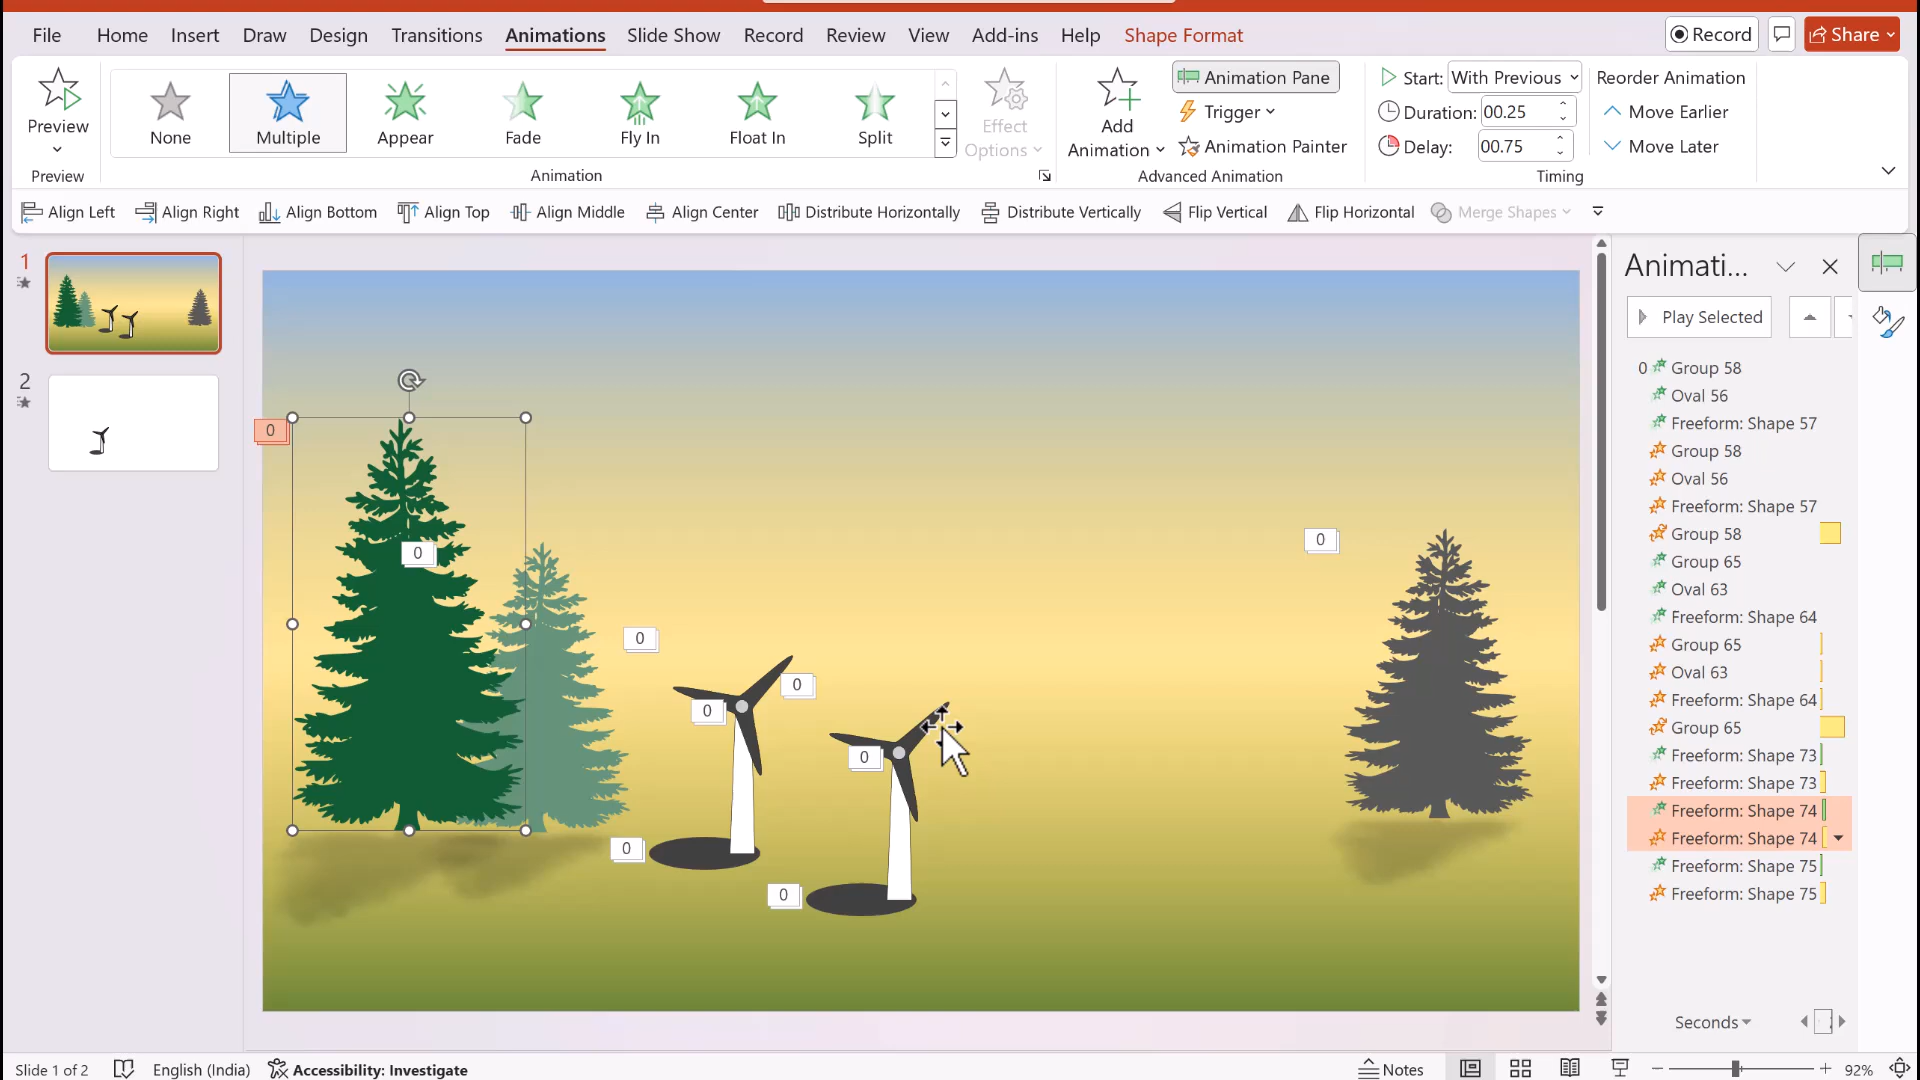 File Home Insert Draw Design Transitions Animations Slide Show Record Review View Add-ins Help Shape Format Record Share
Preview None Multiple Appear Fade Fly In Float In Split Effect Options Add Animation Animation Pane Start: With Previous Reorder Animation
Trigger Duration: 00.25 Move Earlier
Animation Painter Delay: 00.75 Move Later
Preview Animation Advanced Animation Timing
Align Left Align Right Align Bottom Align Top Align Middle Align Center Distribute Horizontally Distribute Vertically Flip Vertical Flip Horizontal Merge Shapes
1
2
0
0
0
0
0
0
0
0
0
Animati...
Play Selected
0 Group 58
Oval 56
Freeform: Shape 57
Group 58
Oval 56
Freeform: Shape 57
Group 58
Group 65
Oval 63
Freeform: Shape 64
Group 65
Oval 63
Freeform: Shape 64
Group 65
Freeform: Shape 73
Freeform: Shape 73
Freeform: Shape 74
Freeform: Shape 74
Freeform: Shape 75
Freeform: Shape 75
Seconds
Slide 1 of 2 English (India) Accessibility: Investigate Notes 92%